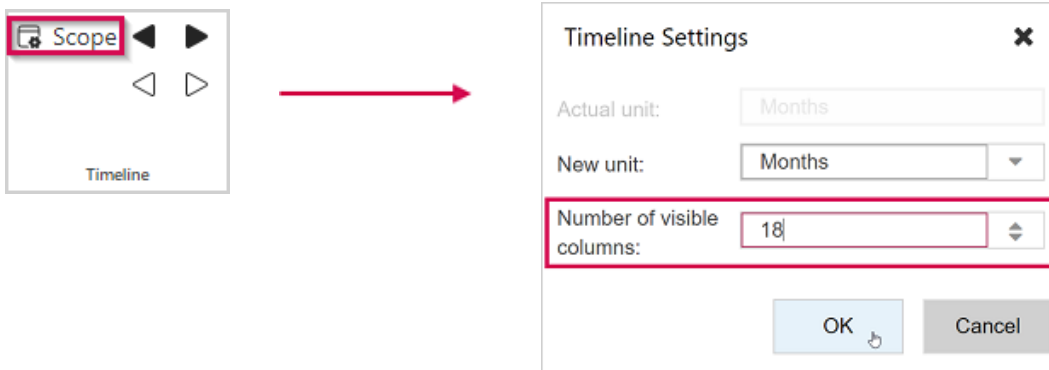 Scope
Timeline
Timeline Settings
Actual unit: Months
New unit: Months
Number of visible
columns: 18
OK Cancel